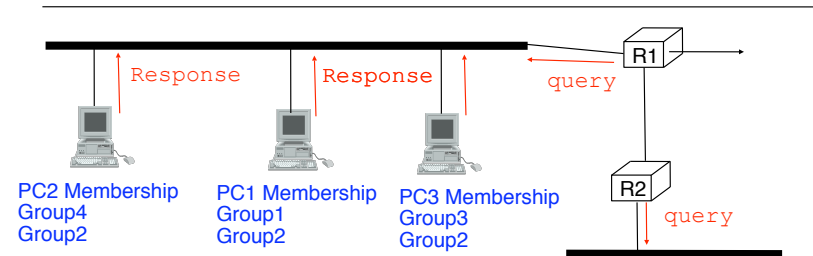 R1
Response
Response
query
R2
query
PC2 Membership
Group4
Group2
PC1 Membership
Group1
Group2
PC3 Membership
Group3
Group2